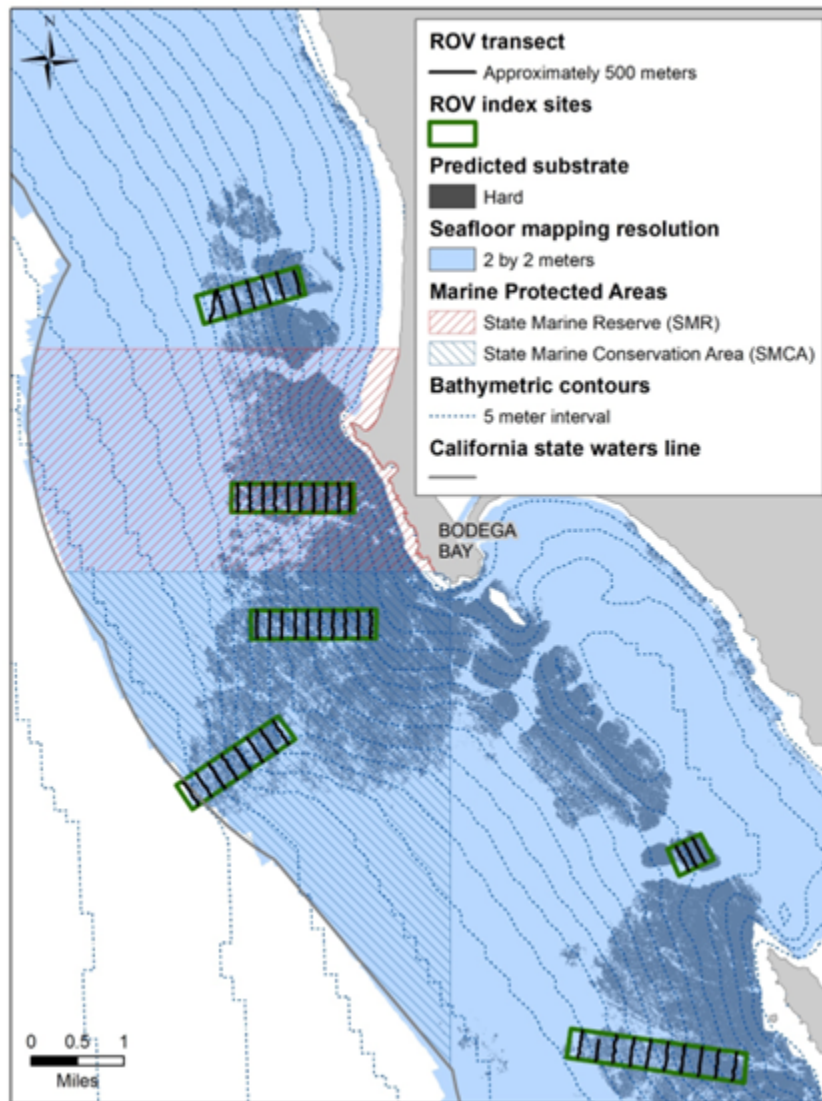 N
ROV transect
Approximately 500 meters
ROV index sites
Predicted substrate
Hard
Seafloor mapping resolution
2 by 2 meters
Marine Protected Areas
State Marine Reserve (SMR)
State Marine Conservation Area (SMCA)
Bathymetric contours
5 meter interval
California state waters line
BODEGA
BAY
0 0.5 1
Miles